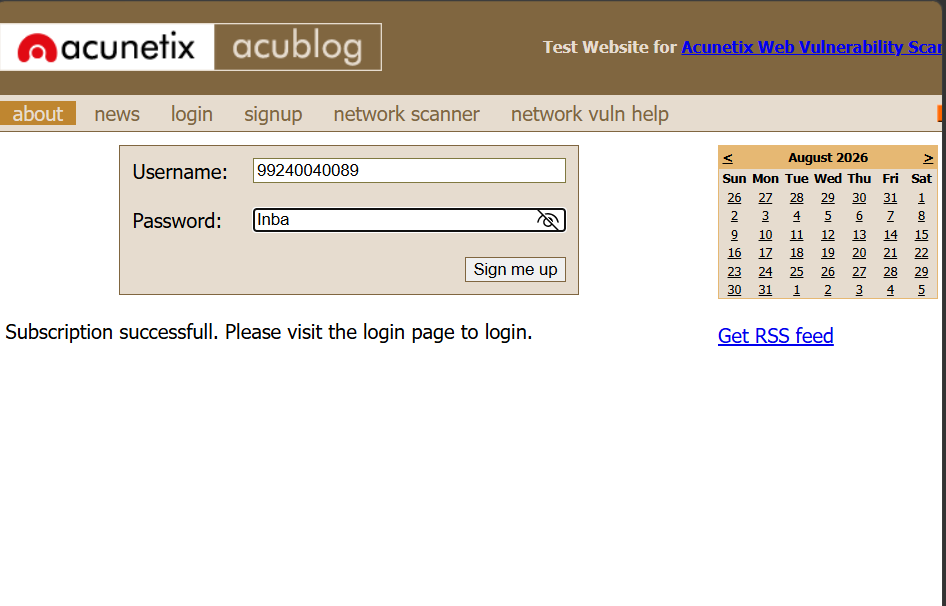 acunetix acublog
Test Website for Acunetix Web Vulnerability Scan
about news login signup network scanner network vuln help
Username: 99240040089
Password: Inba
Sign me up
Subscription successfull. Please visit the login page to login.
< August 2026 >
Sun Mon Tue Wed Thu Fri Sat
26 27 28 29 30 31 1
2 3 4 5 6 7 8
9 10 11 12 13 14 15
16 17 18 19 20 21 22
23 24 25 26 27 28 29
30 31 1 2 3 4 5
Get RSS feed